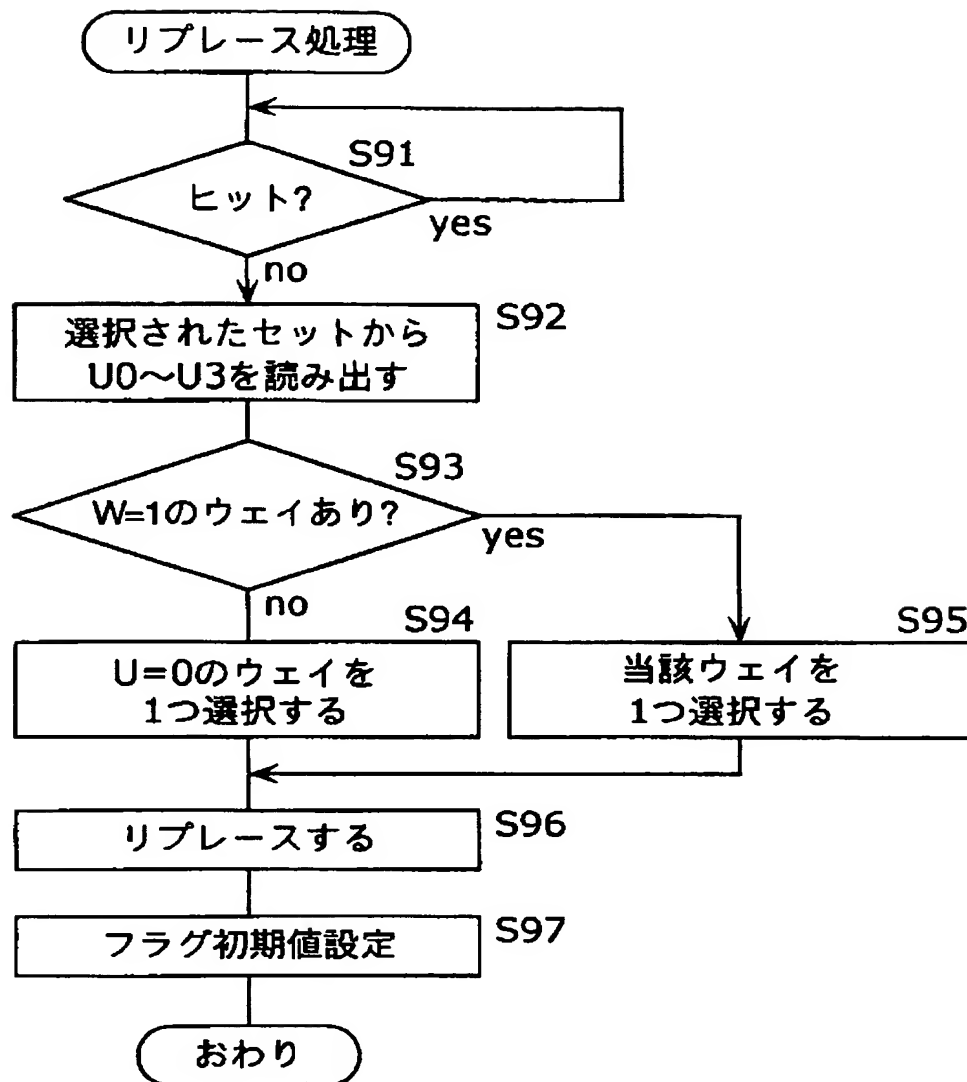 リプレース処理
S91
ヒット?
yes
no
S92
選択されたセットから
U0～U3を読み出す
S93
W=1のウェイあり?
yes
no
S94
U=0のウェイを
1つ選択する
S95
当該ウェイを
1つ選択する
リプレースする
S96
フラグ初期値設定
S97
おわり